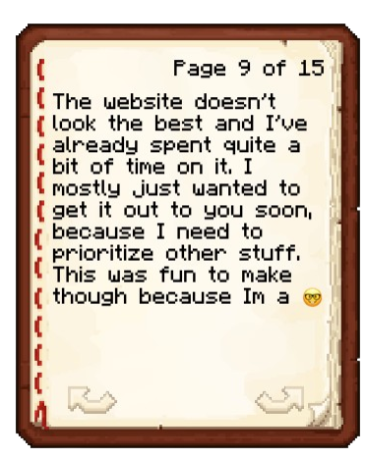 Page 9 of 15
The website doesn't
look the best and I've
already spent quite a
bit of time on it. I
mostly just wanted to
get it out to you soon,
because I need to
prioritize other stuff.
This was fun to make
though because Im a 🤓